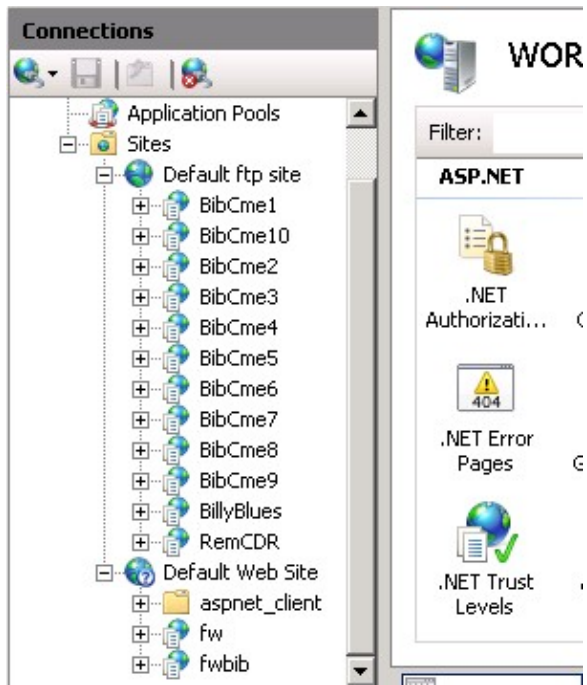 Connections
WOR
Application Pools
Sites
Default ftp site
BibCme1
BibCme10
BibCme2
BibCme3
BibCme4
BibCme5
BibCme6
BibCme7
BibCme8
BibCme9
BillyBlues
RemCDR
Default Web Site
aspnet_client
fw
fwbib
Filter:
ASP.NET
.NET
Authorizati...
404
.NET Error
Pages
.NET Trust
Levels